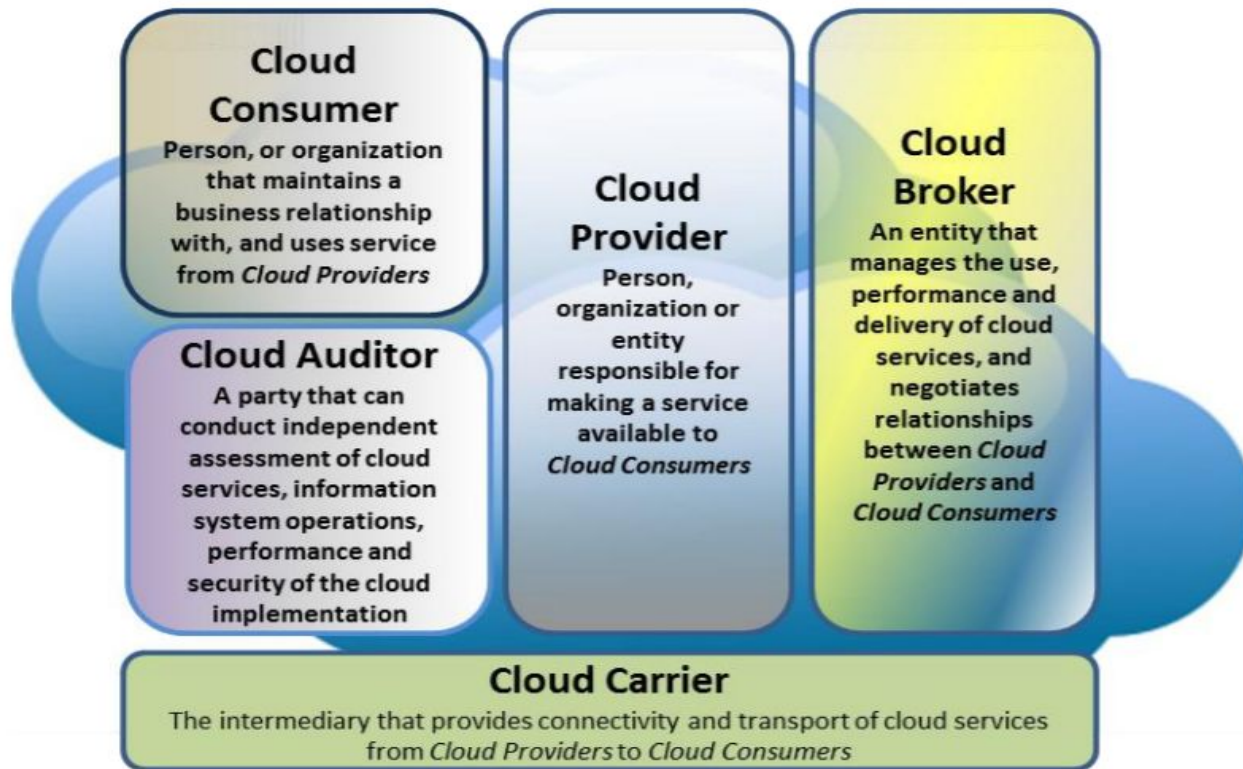 Cloud
Consumer
Person, or organization
that maintains a
business relationship
with, and uses service
from Cloud Providers
Cloud Auditor
A party that can
conduct independent
assessment of cloud
services, information
system operations,
performance and
security of the cloud
implementation
Cloud
Provider
Person,
organization or
entity
responsible for
making a service
available to
Cloud Consumers
Cloud
Broker
An entity that
manages the use,
performance and
delivery of cloud
services, and
negotiates
relationships
between Cloud
Providers and
Cloud Consumers
Cloud Carrier
The intermediary that provides connectivity and transport of cloud services
from Cloud Providers to Cloud Consumers